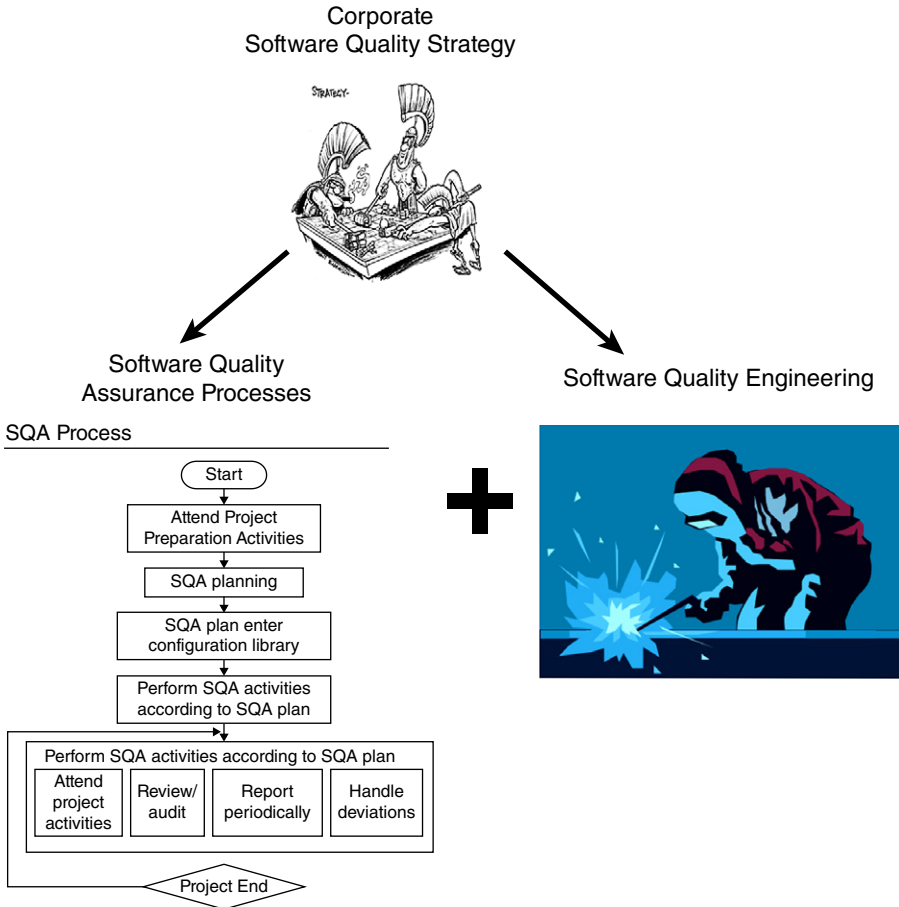 Corporate
Software Quality Strategy
STRATEGY-
Software Quality
Assurance Processes
Software Quality Engineering
SQA Process
Start
Attend Project
Preparation Activities
SQA planning
SQA plan enter
configuration library
Perform SQA activities
according to SQA plan
Perform SQA activities according to SQA plan
Attend
project
activities
Review/
audit
Report
periodically
Handle
deviations
Project End